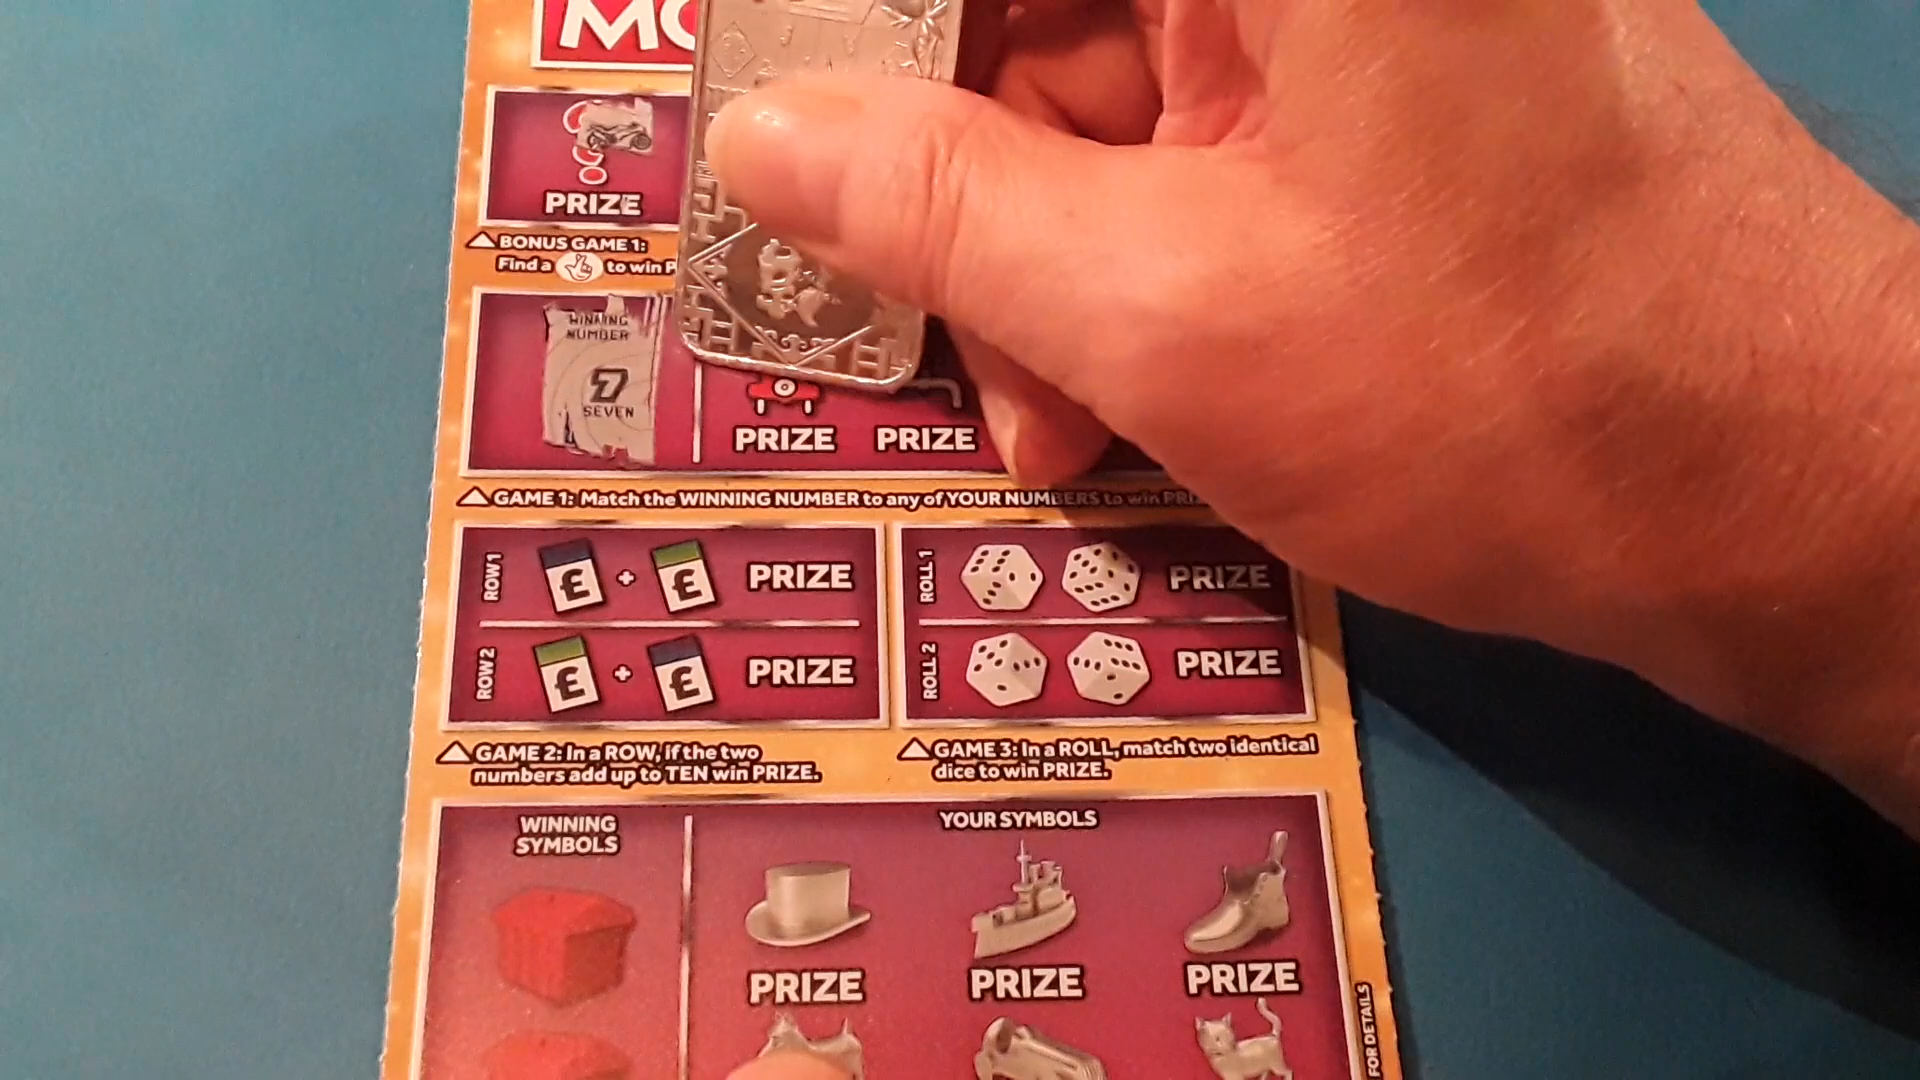 MO
PRIZE
BONUS GAME 1:
Find a to win P
WINNING
NUMBER
7
SEVEN
PRIZE PRIZE
GAME 1: Match the WINNING NUMBER to any of YOUR NUMBERS to win PRI
ROW 1 £ + £ PRIZE
ROW 2 £ + £ PRIZE
ROLL 1 PRIZE
ROLL 2 PRIZE
GAME 2: In a ROW, if the two
numbers add up to TEN win PRIZE.
GAME 3: In a ROLL, match two identical
dice to win PRIZE.
WINNING
SYMBOLS
YOUR SYMBOLS
PRIZE PRIZE PRIZE
FOR DETAILS